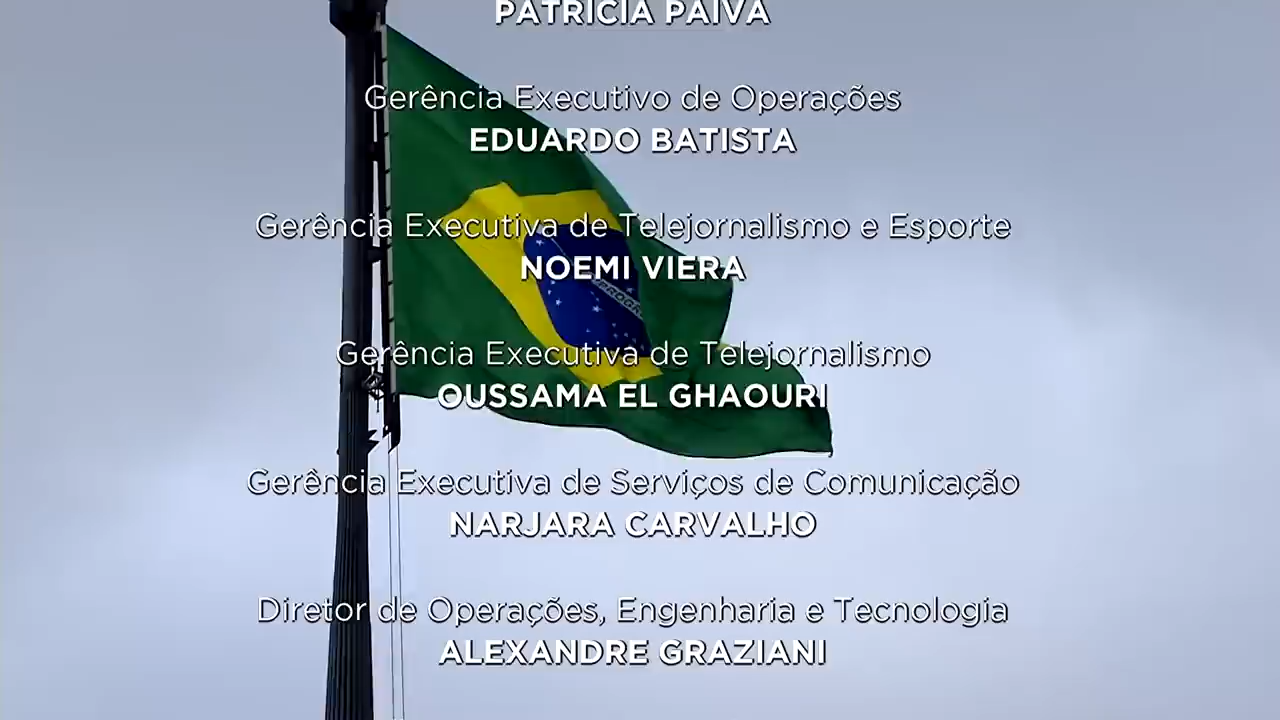 PATRICIA PAIVA
Gerência Executivo de Operações
EDUARDO BATISTA
Gerência Executiva de Telejornalismo e Esporte
NOEMI VIERA
PROGR
Gerência Executiva de Telejornalismo
OUSSAMA EL GHAOURI
Gerência Executiva de Serviços de Comunicação
NARJARA CARVALHO
Diretor de Operações, Engenharia e Tecnologia
ALEXANDRE GRAZIANI